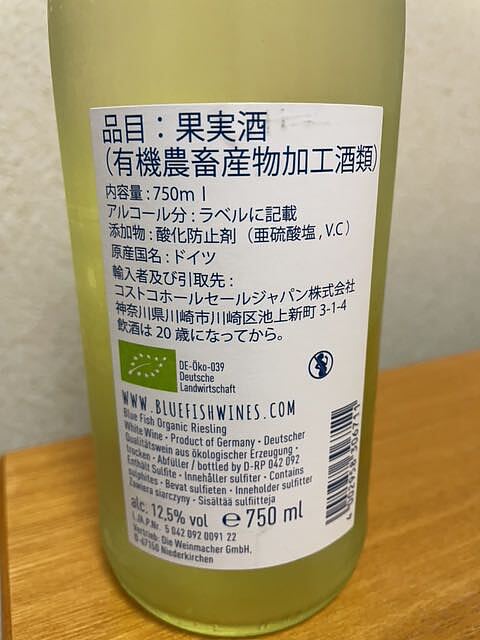 品目：果実酒
（有機農畜産物加工酒類）
内容量：750ml
アルコール分：ラベルに記載
添加物：酸化防止剤（亜硫酸塩，V.C）
原産国名：ドイツ
輸入者及び引取先：
コストコホールセールジャパン株式会社
神奈川県川崎市川崎区池上新町 3-1-4
飲酒は 20 歳になってから。
DE-Öko-039
Deutsche
Landwirtschaft
WWW.BLUEFISHWINES.COM
Blue Fish Organic Riesling
White Wine • Product of Germany • Deutscher
Qualitätswein aus ökologischer Erzeugung •
trocken • Abfüller / bottled by D-RP 042 092
Enthält Sulfite • Innehåller sulfiter • Contains
sulphites • Bevat sulfieten • Inneholder sulfitter
Zawiera siarczyny • Sisältää sulfiitteja
alc. 12,5% vol ℮ 750 ml
L./A.P.Nr. 5 042 092 0091 22
Vertrieb: Die Weinmacher GmbH,
D-67150 Niederkirchen